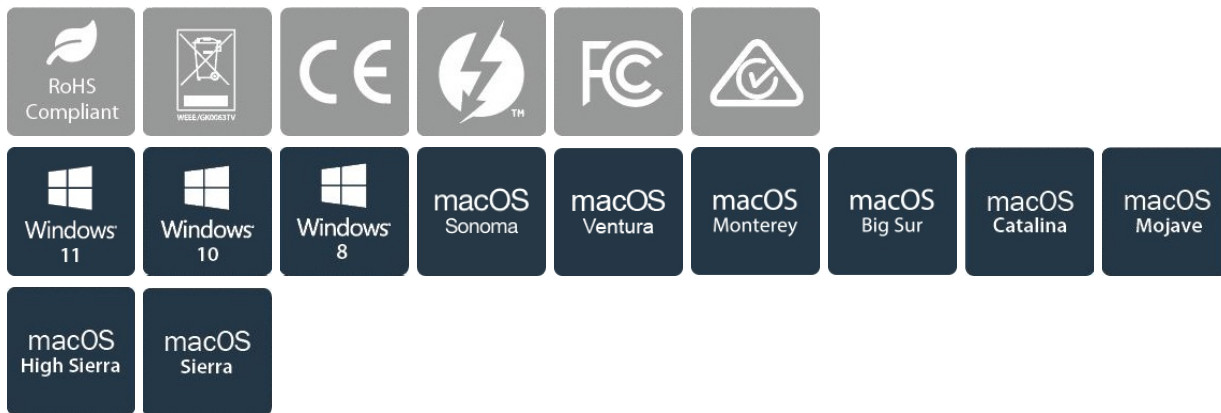 RoHS
Compliant
WEEE/GK0063TV
CE
TM
FC
Windows
11
Windows
10
Windows
8
macOS
Sonoma
macOS
Ventura
macOS
Monterey
macOS
Big Sur
macOS
Catalina
macOS
Mojave
macOS
High Sierra
macOS
Sierra